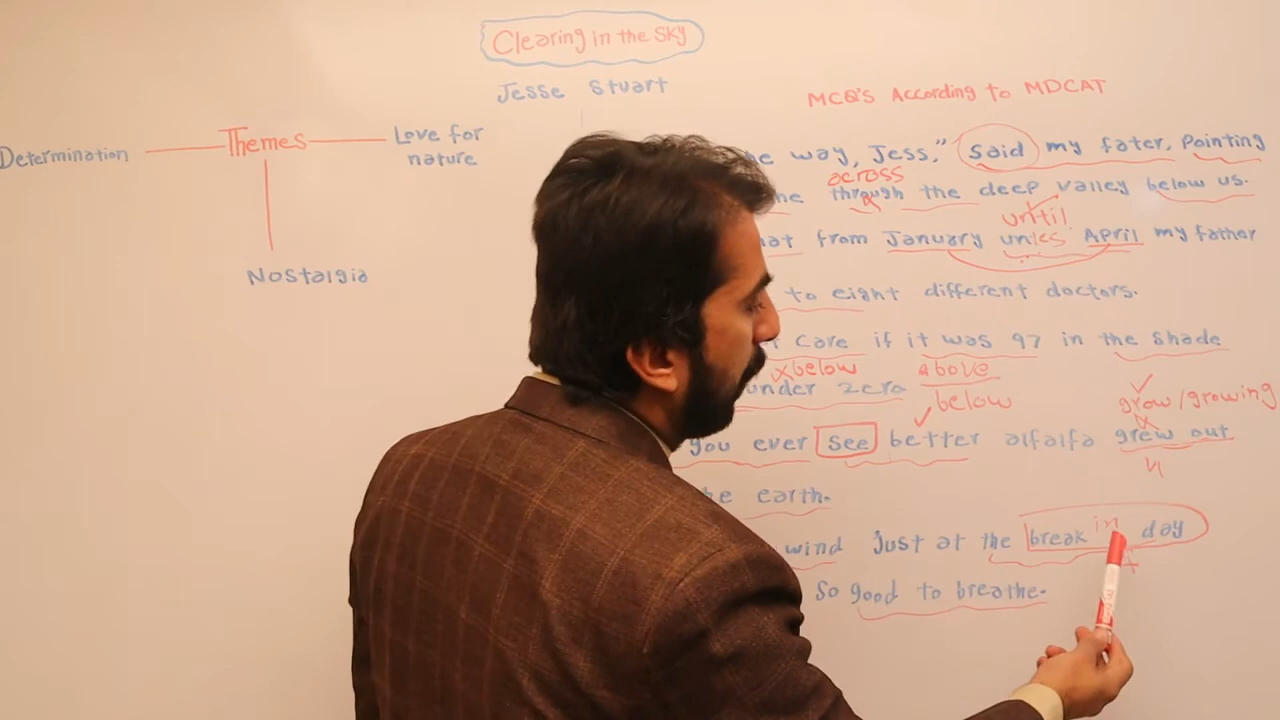 Clearing in the Sky
Jesse Stuart
MCQ'S According to MDCAT
Themes
Determination
Love for
nature
Nostalgia
way, Jess," Said my fater, Pointing
across
through the deep valley below us.
until
from January unles April my father
to eight different doctors.
care if it was 97 in the shade
below above
under zero
below
grow/growing
you ever see better alfalfa grew out
earth.
wind Just at the break in day
So good to breathe.